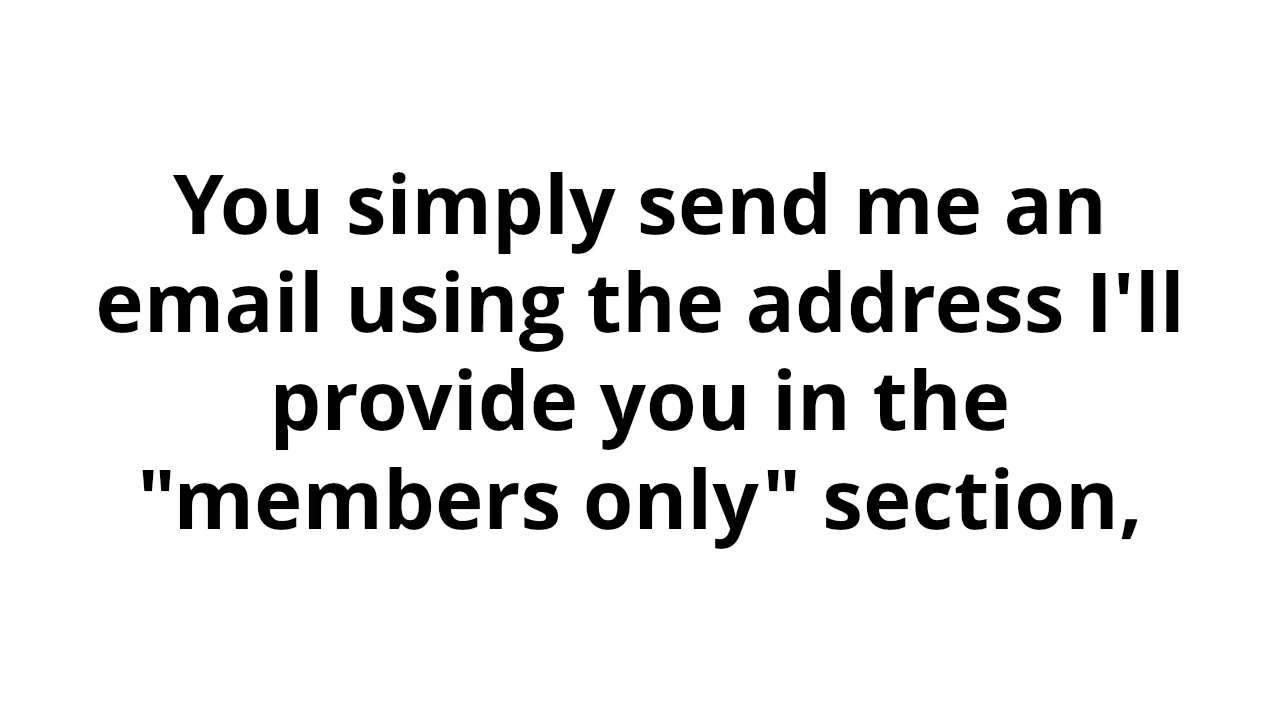 You simply send me an
email using the address I'll
provide you in the
"members only" section,